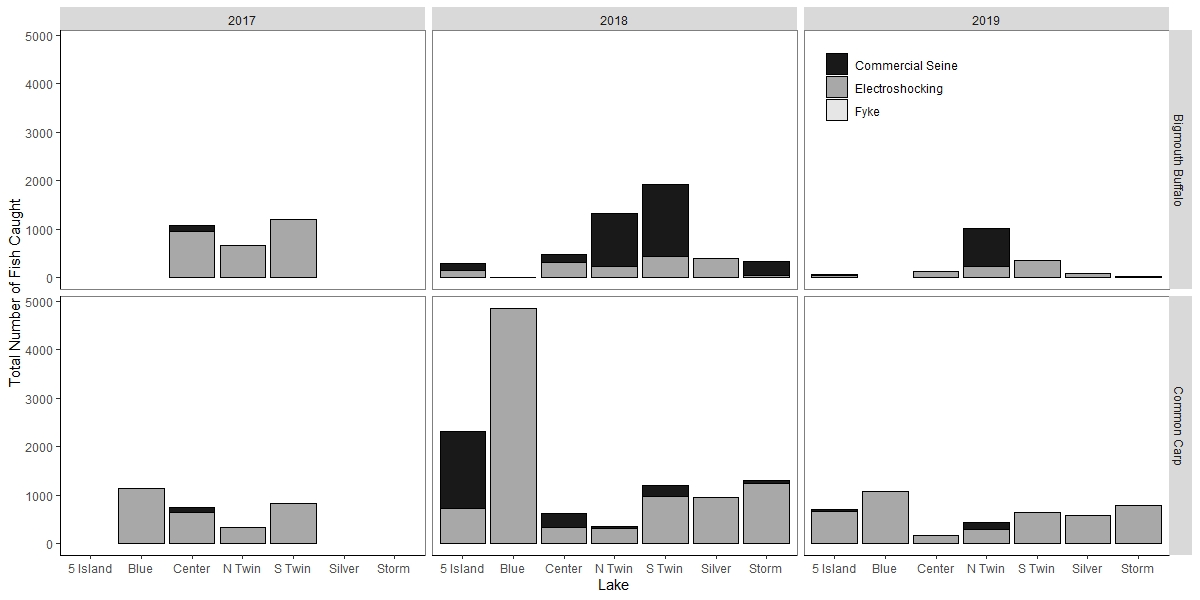 2017 2018 2019
5000
4000
3000
2000
1000
0
Commercial Seine
Electroshocking
Fyke
Bigmouth Buffalo
Total Number of Fish Caught
5000
4000
3000
2000
1000
0
Common Carp
5 Island Blue Center N Twin S Twin Silver Storm 5 Island Blue Center N Twin S Twin Silver Storm 5 Island Blue Center N Twin S Twin Silver Storm
Lake